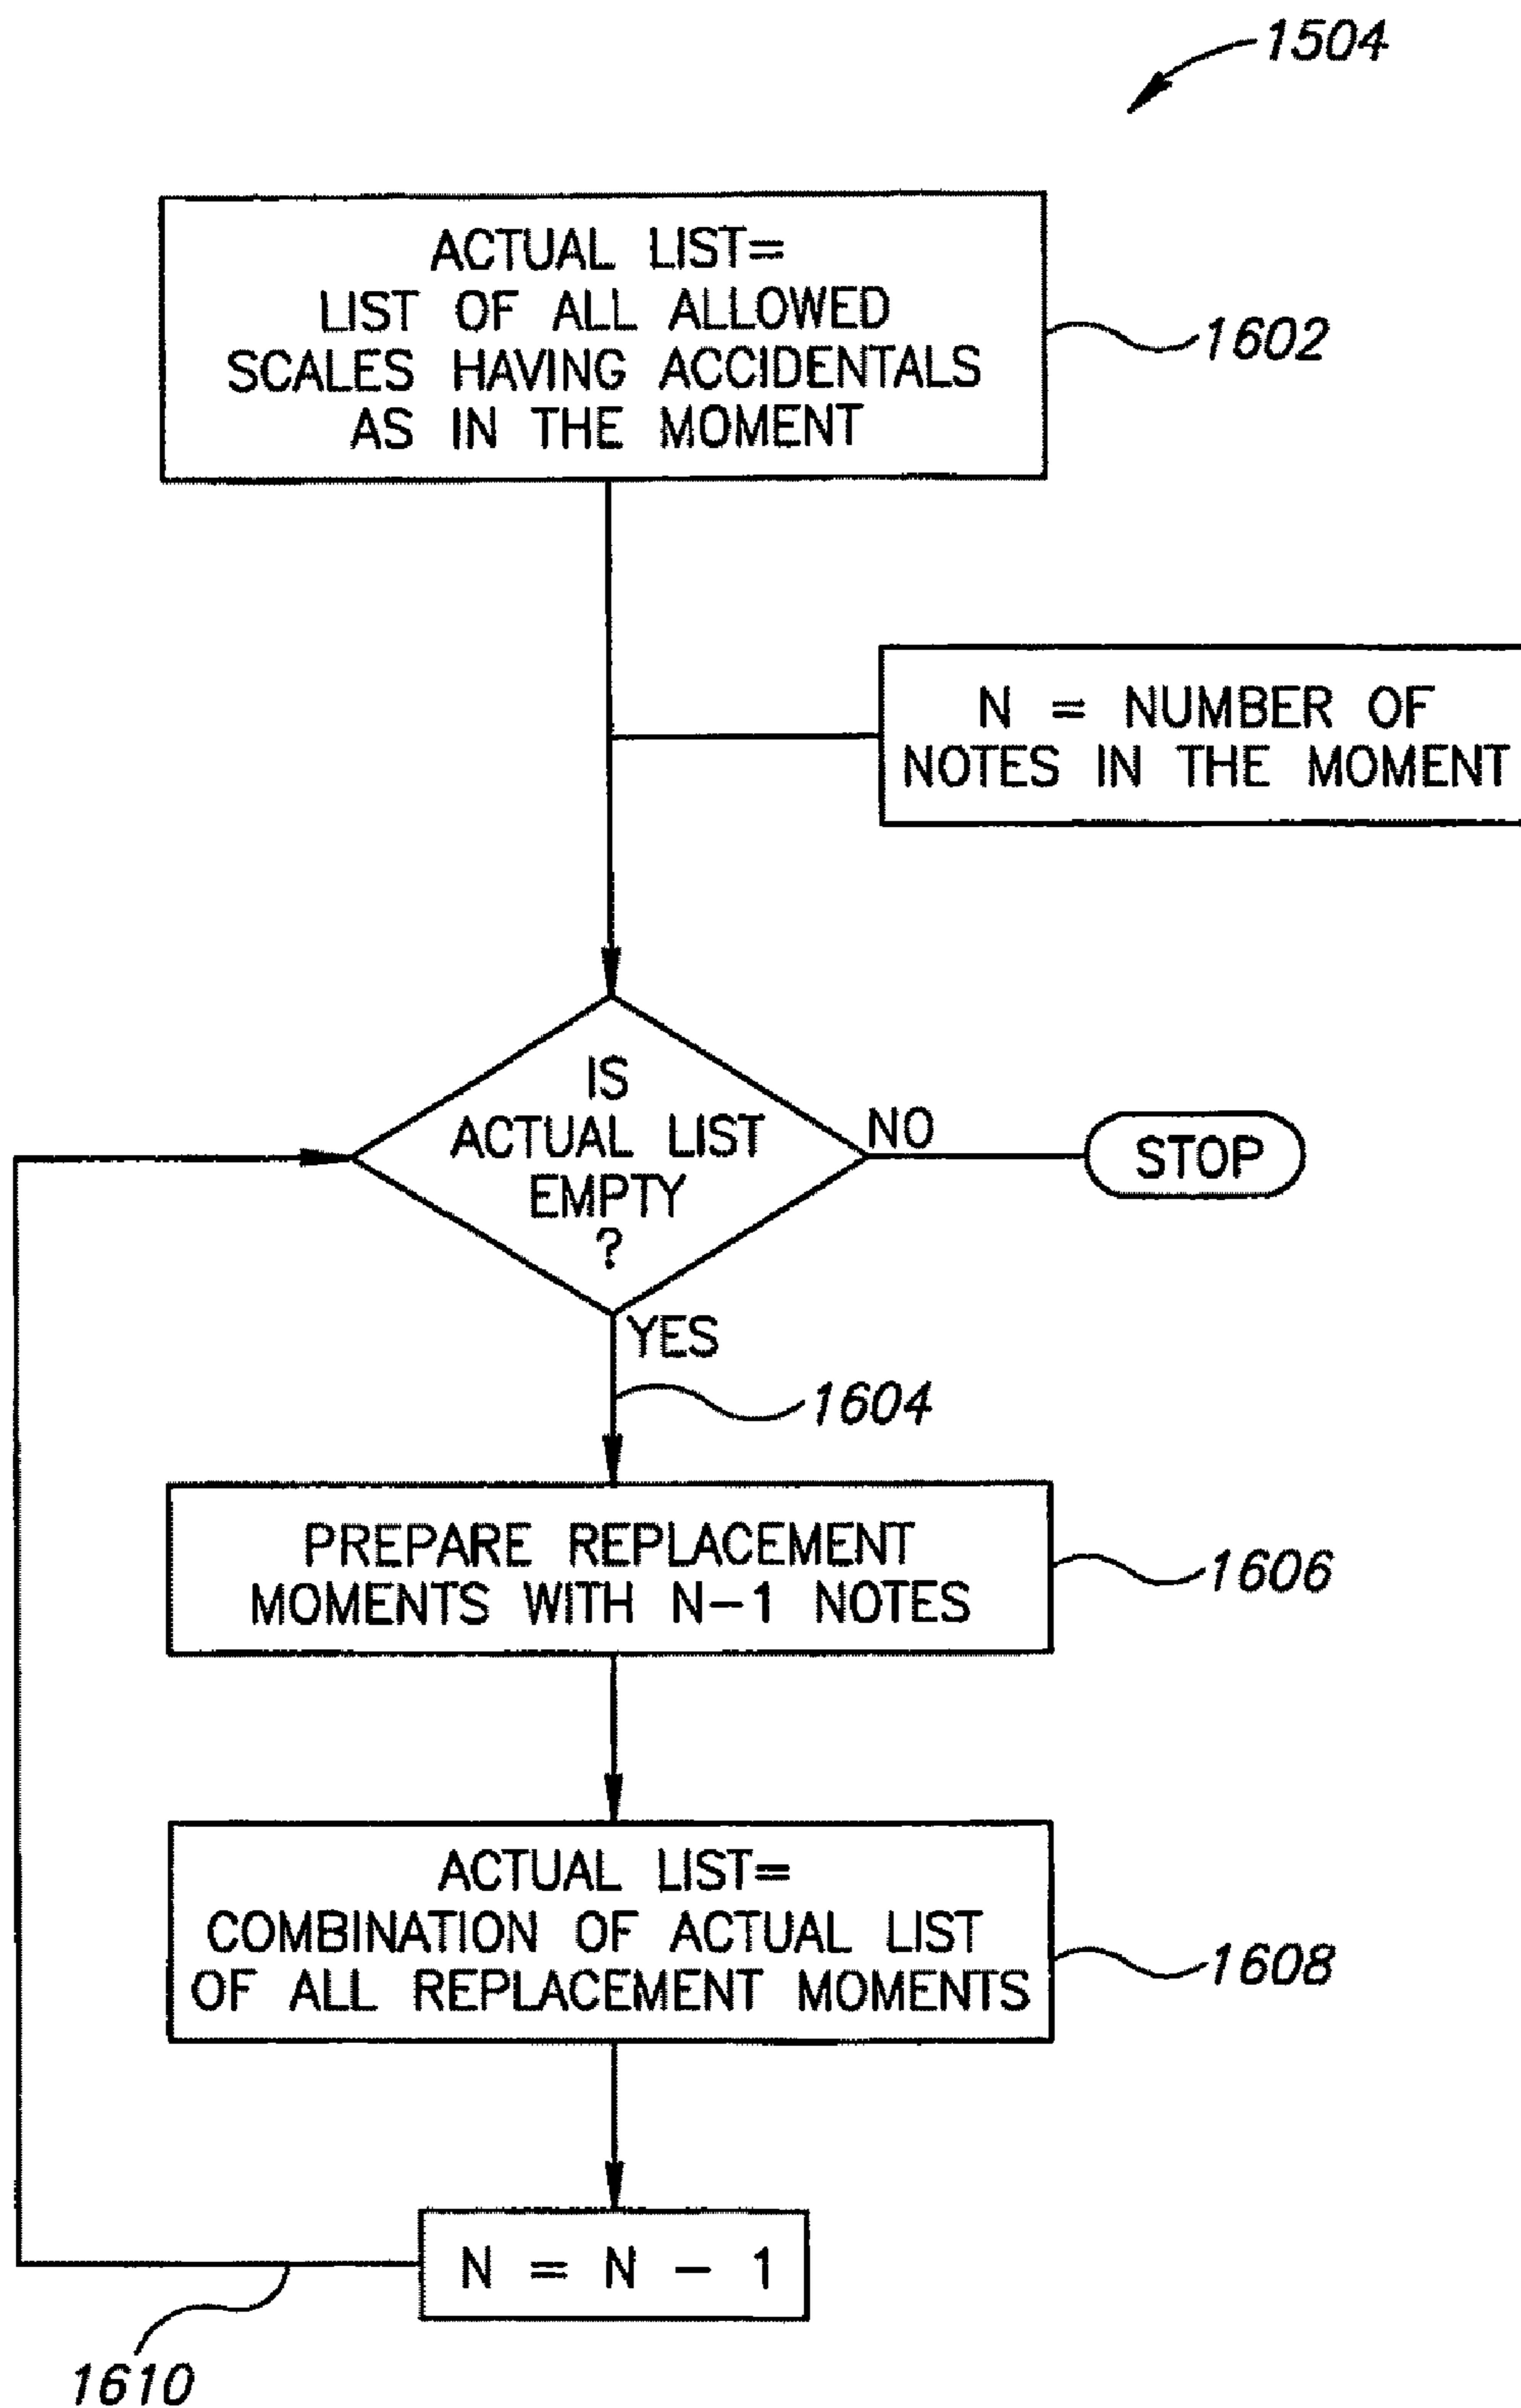 1504
ACTUAL LIST=
LIST OF ALL ALLOWED
SCALES HAVING ACCIDENTALS
AS IN THE MOMENT
1602
N = NUMBER OF
NOTES IN THE MOMENT
IS
ACTUAL LIST
EMPTY
?
NO
STOP
YES
1604
PREPARE REPLACEMENT
MOMENTS WITH N-1 NOTES
1606
ACTUAL LIST=
COMBINATION OF ACTUAL LIST
OF ALL REPLACEMENT MOMENTS
1608
N = N - 1
1610